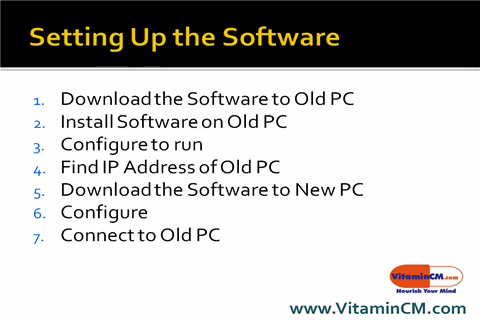 Setting Up the Software
1. Download the Software to Old PC
2. Install Software on Old PC
3. Configure to run
4. Find IP Address of Old PC
5. Download the Software to New PC
6. Configure
7. Connect to Old PC
VitaminCM.com
Nourish Your Mind
www.VitaminCM.com